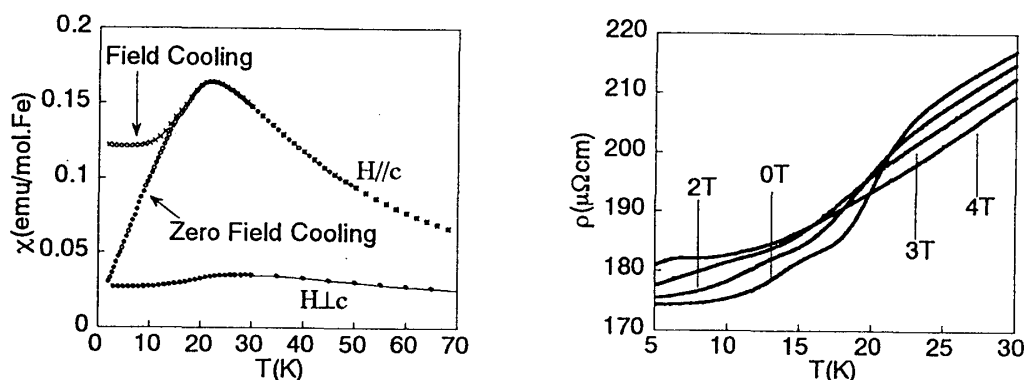 χ(emu/mol.Fe)
0.2
0.15
0.1
0.05
0
Field Cooling
Zero Field Cooling
H//c
H⊥c
0 10 20 30 40 50 60 70
T(K)
ρ(μΩcm)
220
210
200
190
180
170
2T
0T
3T
4T
5 10 15 20 25 30
T(K)